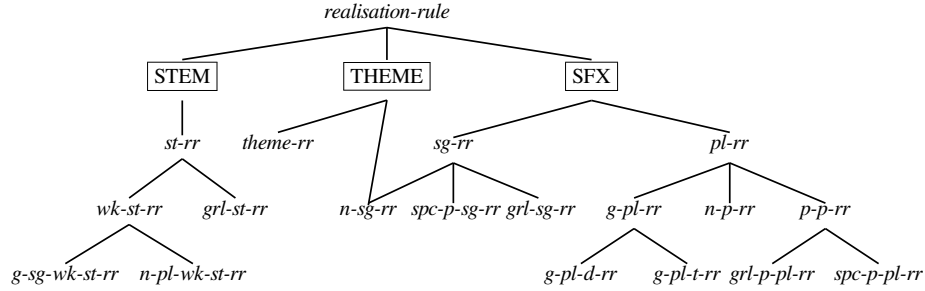 realisation-rule
STEM THEME SFX
st-rr theme-rr sg-rr pl-rr
wk-st-rr grl-st-rr n-sg-rr spc-p-sg-rr grl-sg-rr g-pl-rr n-p-rr p-p-rr
g-sg-wk-st-rr n-pl-wk-st-rr g-pl-d-rr g-pl-t-rr grl-p-pl-rr spc-p-pl-rr